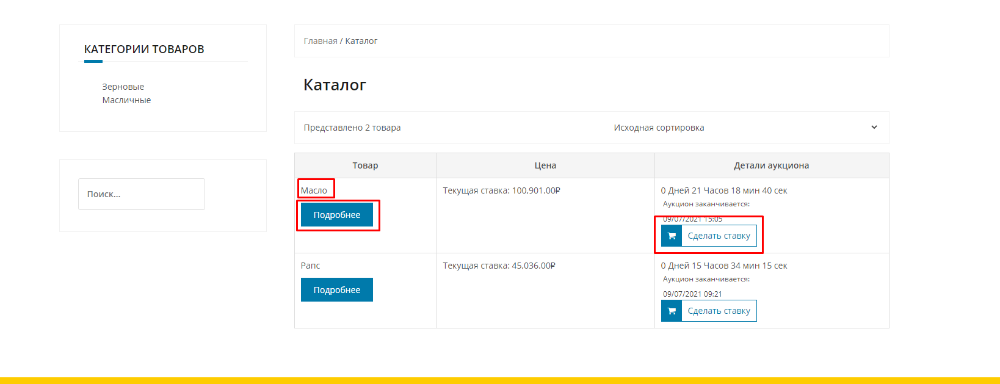 КАТЕГОРИИ ТОВАРОВ
Зерновые
Масличные
Поиск...
Главная / Каталог
Каталог
Представлено 2 товара
Исходная сортировка
Товар
Цена
Детали аукциона
Масло
Подробнее
Текущая ставка: 100,901.00₽
0 Дней 21 Часов 18 мин 40 сек
Аукцион заканчивается:
09/07/2021 15:05
Сделать ставку
Рапс
Подробнее
Текущая ставка: 45,036.00₽
0 Дней 15 Часов 34 мин 15 сек
Аукцион заканчивается:
09/07/2021 09:21
Сделать ставку